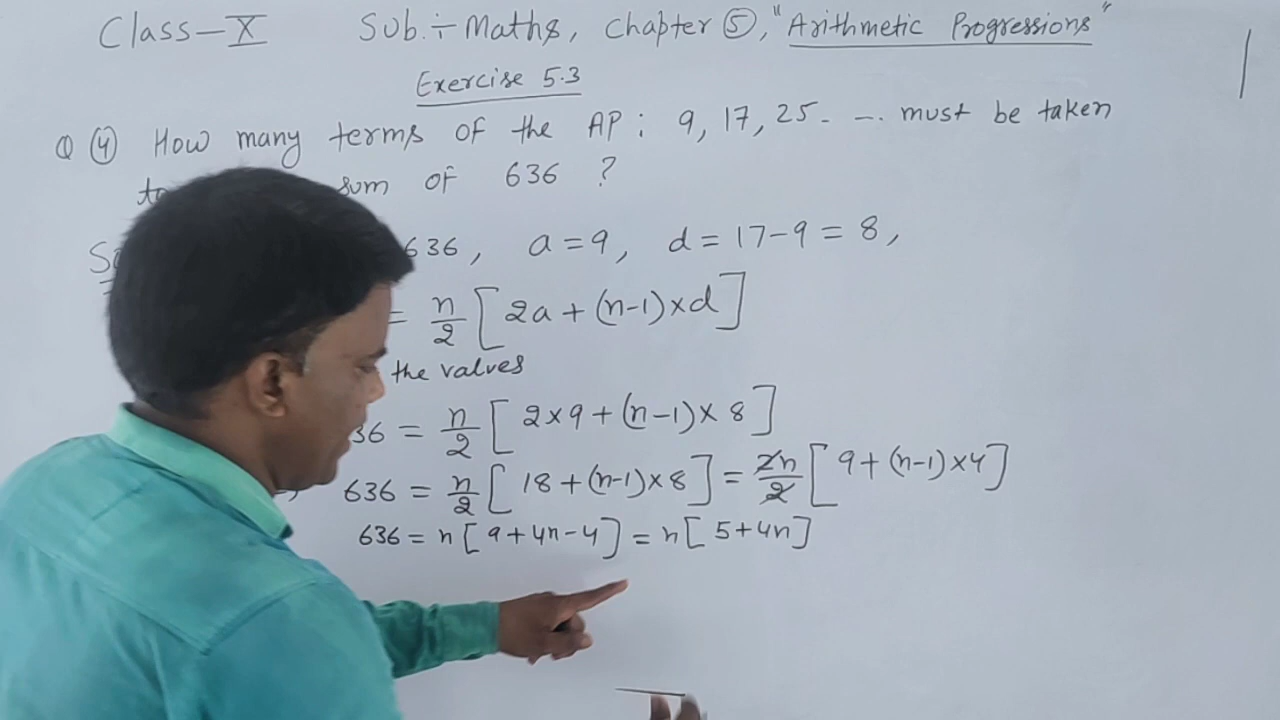 Class-X Sub.:- Maths, Chapter ⑤, "Arithmetic Progressions"
Exercise 5.3
Q ④ How many terms of the AP : 9, 17, 25 - -. must be taken
sum of 636 ?
636, a = 9, d = 17-9 = 8,
= n/2 [ 2a + (n-1)×d ]
the values
36 = n/2 [ 2×9 + (n-1)× 8 ]
636 = n/2 [ 18 + (n-1)×8 ] = 2n/2 [ 9 + (n-1)×4 ]
636 = n [ 9 + 4n - 4 ] = n [ 5 + 4n ]